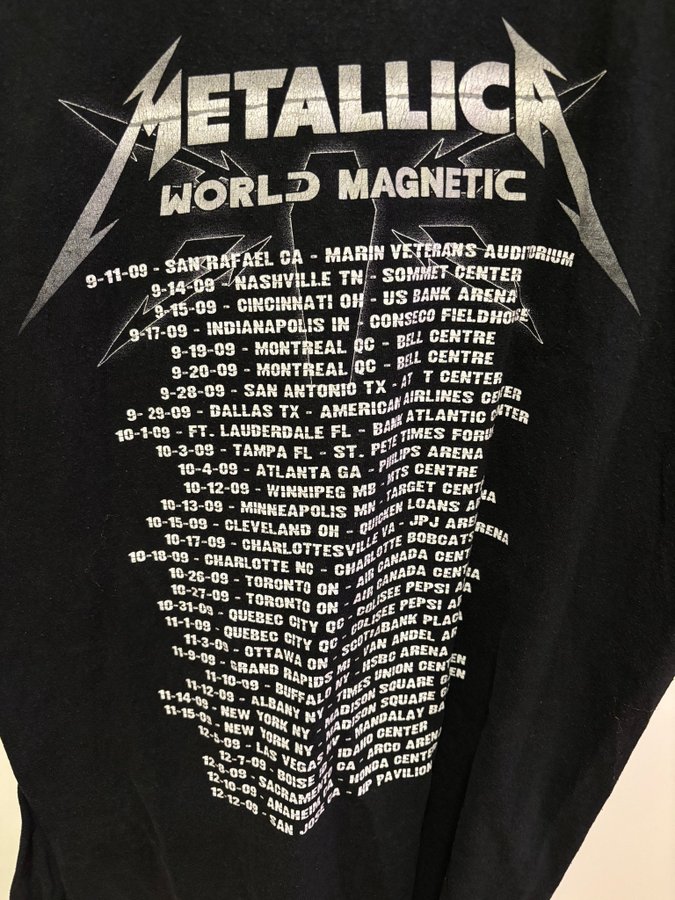 METALLICA
WORLD MAGNETIC
9-11-09 - SAN RAFAEL CA - MARIN VETERANS AUDITORIUM
9-14-09 - NASHVILLE TN - SOMMET CENTER
9-15-09 - CINCINNATI OH - US BANK ARENA
9-17-09 - INDIANAPOLIS IN - CONSECO FIELDHOUSE
9-19-09 - MONTREAL QC - BELL CENTRE
9-20-09 - MONTREAL QC - BELL CENTRE
9-28-09 - SAN ANTONIO TX - AT T CENTER
9-29-09 - DALLAS TX - AMERICAN AIRLINES CENTER
10-1-09 - FT. LAUDERDALE FL - BANK ATLANTIC CENTER
10-3-09 - TAMPA FL - ST. PETE TIMES FORUM
10-4-09 - ATLANTA GA - PHILIPS ARENA
10-12-09 - WINNIPEG MB - MTS CENTRE
10-13-09 - MINNEAPOLIS MN - TARGET CENTER
10-15-09 - CLEVELAND OH - QUICKEN LOANS ARENA
10-17-09 - CHARLOTTESVILLE VA - JPJ ARENA
10-18-09 - CHARLOTTE NC - CHARLOTTE BOBCATS ARENA
10-26-09 - TORONTO ON - AIR CANADA CENTRE
10-27-09 - TORONTO ON - AIR CANADA CENTRE
10-31-09 - QUEBEC CITY QC - COLISEE PEPSI
11-1-09 - QUEBEC CITY QC - COLISEE PEPSI
11-3-09 - OTTAWA ON - SCOTIABANK PLACE
11-9-09 - GRAND RAPIDS MI - VAN ANDEL
11-10-09 - BUFFALO NY - HSBC ARENA
11-12-09 - ALBANY NY - TIMES UNION CENTER
11-14-09 - NEW YORK NY - MADISON SQUARE
11-15-09 - NEW YORK NY - MADISON SQUARE
12-5-09 - LAS VEGAS NV - MANDALAY
12-7-09 - BOISE - IDAHO CENTER
12-8-09 - SACRAMENTO CA - ARCO ARENA
12-10-09 - ANAHEIM - HONDA CENTER
12-12-09 - SAN JOSE CA - HP PAVILION